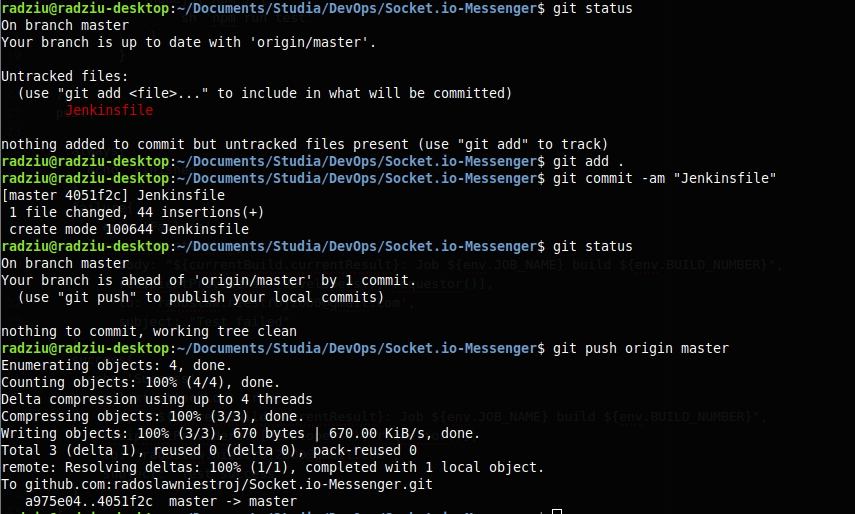 radziu@radziu-desktop:~/Documents/Studia/DevOps/Socket.io-Messenger$ git status
On branch master
Your branch is up to date with 'origin/master'.
Untracked files:
(use "git add <file>..." to include in what will be committed)
Jenkinsfile
nothing added to commit but untracked files present (use "git add" to track)
radziu@radziu-desktop:~/Documents/Studia/DevOps/Socket.io-Messenger$ git add .
radziu@radziu-desktop:~/Documents/Studia/DevOps/Socket.io-Messenger$ git commit -am "Jenkinsfile"
[master 4051f2c] Jenkinsfile
1 file changed, 44 insertions(+)
create mode 100644 Jenkinsfile
radziu@radziu-desktop:~/Documents/Studia/DevOps/Socket.io-Messenger$ git status
On branch master
Your branch is ahead of 'origin/master' by 1 commit.
(use "git push" to publish your local commits)
nothing to commit, working tree clean
radziu@radziu-desktop:~/Documents/Studia/DevOps/Socket.io-Messenger$ git push origin master
Enumerating objects: 4, done.
Counting objects: 100% (4/4), done.
Delta compression using up to 4 threads
Compressing objects: 100% (3/3), done.
Writing objects: 100% (3/3), 670 bytes | 670.00 KiB/s, done.
Total 3 (delta 1), reused 0 (delta 0), pack-reused 0
remote: Resolving deltas: 100% (1/1), completed with 1 local object.
To github.com:radoslawniestroj/Socket.io-Messenger.git
a975e04..4051f2c master -> master
radziu@radziu-desktop:~/Documents/Studia/DevOps/Socket.io-Messenger$